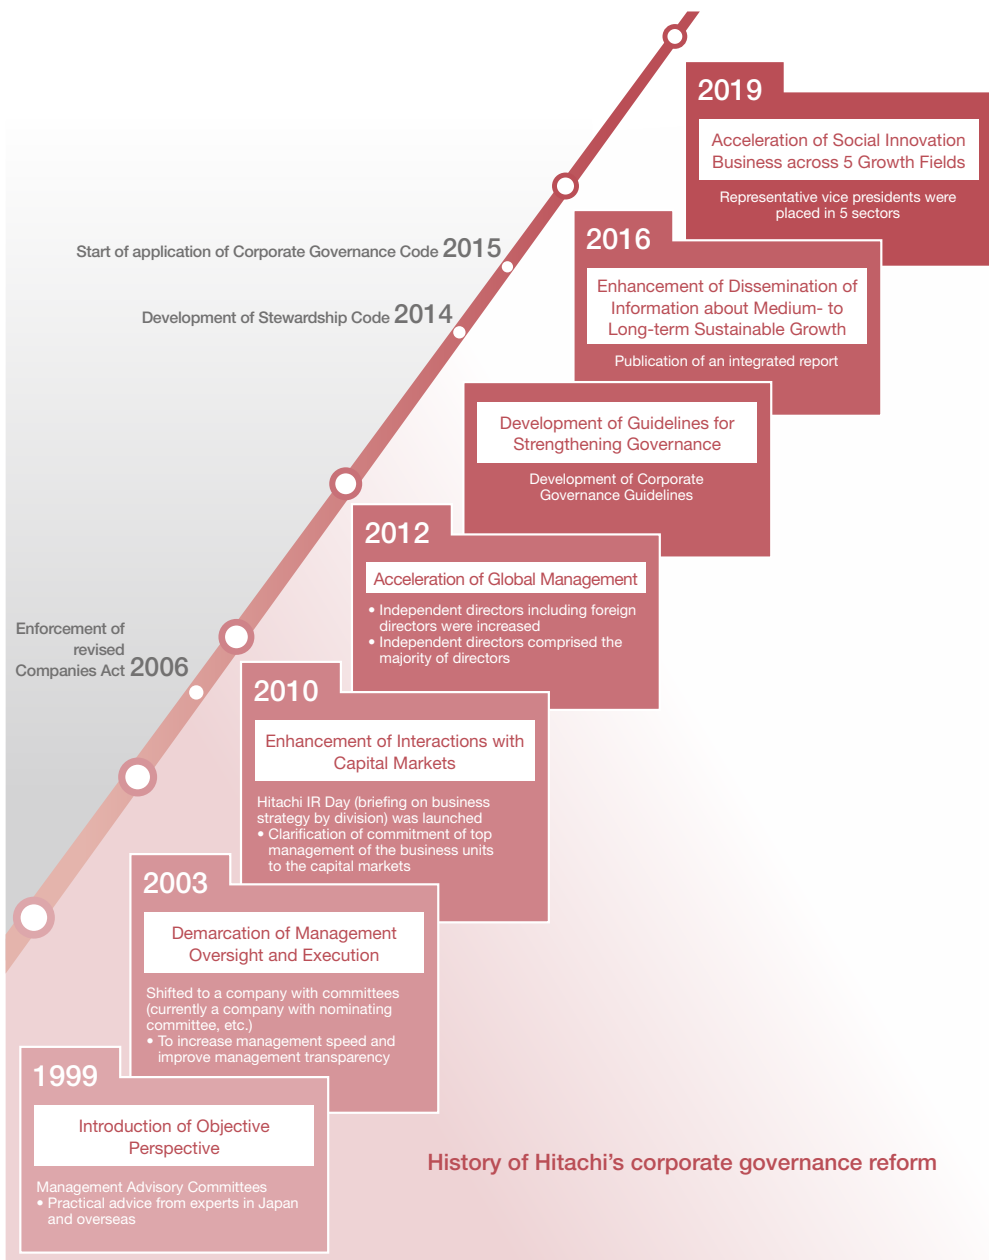 2019
Acceleration of Social Innovation
Business across 5 Growth Fields
Representative vice presidents were
placed in 5 sectors
2016
Enhancement of Dissemination of
Information about Medium- to
Long-term Sustainable Growth
Publication of an integrated report
Start of application of Corporate Governance Code 2015
Development of Stewardship Code 2014
Development of Guidelines for
Strengthening Governance
Development of Corporate
Governance Guidelines
2012
Acceleration of Global Management
• Independent directors including foreign
directors were increased
• Independent directors comprised the
majority of directors
Enforcement of
revised
Companies Act 2006
2010
Enhancement of Interactions with
Capital Markets
Hitachi IR Day (briefing on business
strategy by division) was launched
• Clarification of commitment of top
management of the business units
to the capital markets
2003
Demarcation of Management
Oversight and Execution
Shifted to a company with committees
(currently a company with nominating
committee, etc.)
• To increase management speed and
improve management transparency
1999
Introduction of Objective
Perspective
Management Advisory Committees
• Practical advice from experts in Japan
and overseas
History of Hitachi's corporate governance reform